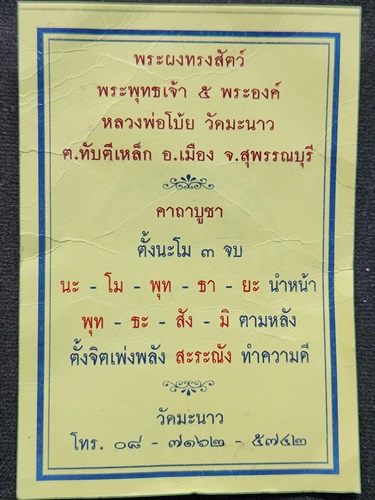 พระผงทรงสัตว์
พระพุทธเจ้า ๕ พระองค์
หลวงพ่อโบ้ย วัดมะนาว
ต.ทับตีเหล็ก อ.เมือง จ.สุพรรณบุรี
คาถาบูชา
ตั้งนะโม ๓ จบ
นะ - โม - พุท - ธา - ยะ นำหน้า
พุท - ธะ - สัง - มิ ตามหลัง
ตั้งจิตเพ่งพลัง สะระณัง ทำความดี
วัดมะนาว
โทร. ๐๘ - ๗๑๖๒ - ๕๗๔๒